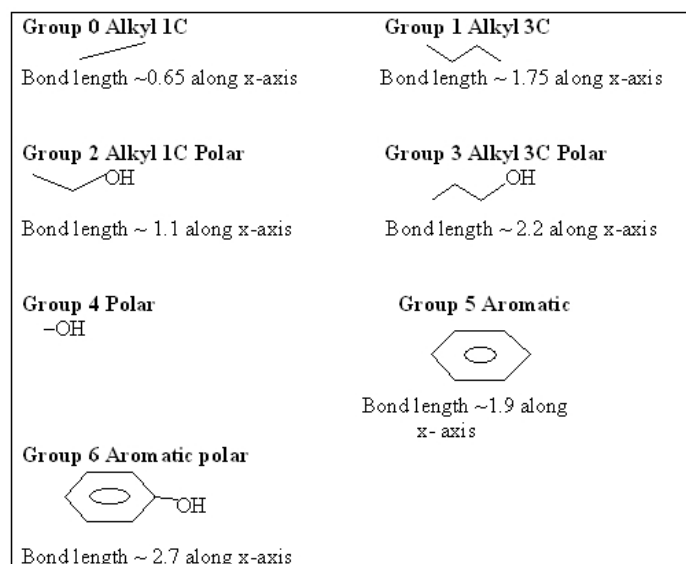 Group 0 Alkyl 1C
Bond length ~0.65 along x-axis
Group 1 Alkyl 3C
Bond length ~ 1.75 along x-axis
Group 2 Alkyl 1C Polar
OH
Bond length ~ 1.1 along x-axis
Group 3 Alkyl 3C Polar
OH
Bond length ~ 2.2 along x-axis
Group 4 Polar
–OH
Group 5 Aromatic
Bond length ~1.9 along
x- axis
Group 6 Aromatic polar
OH
Bond length ~ 2.7 along x-axis